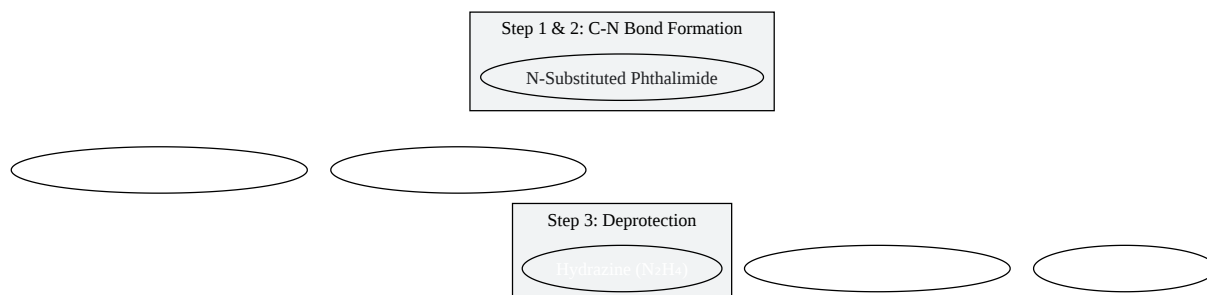 Step 1 & 2: C-N Bond Formation
N-Substituted Phthalimide
Step 3: Deprotection
Hydrazine (N₂H₄)